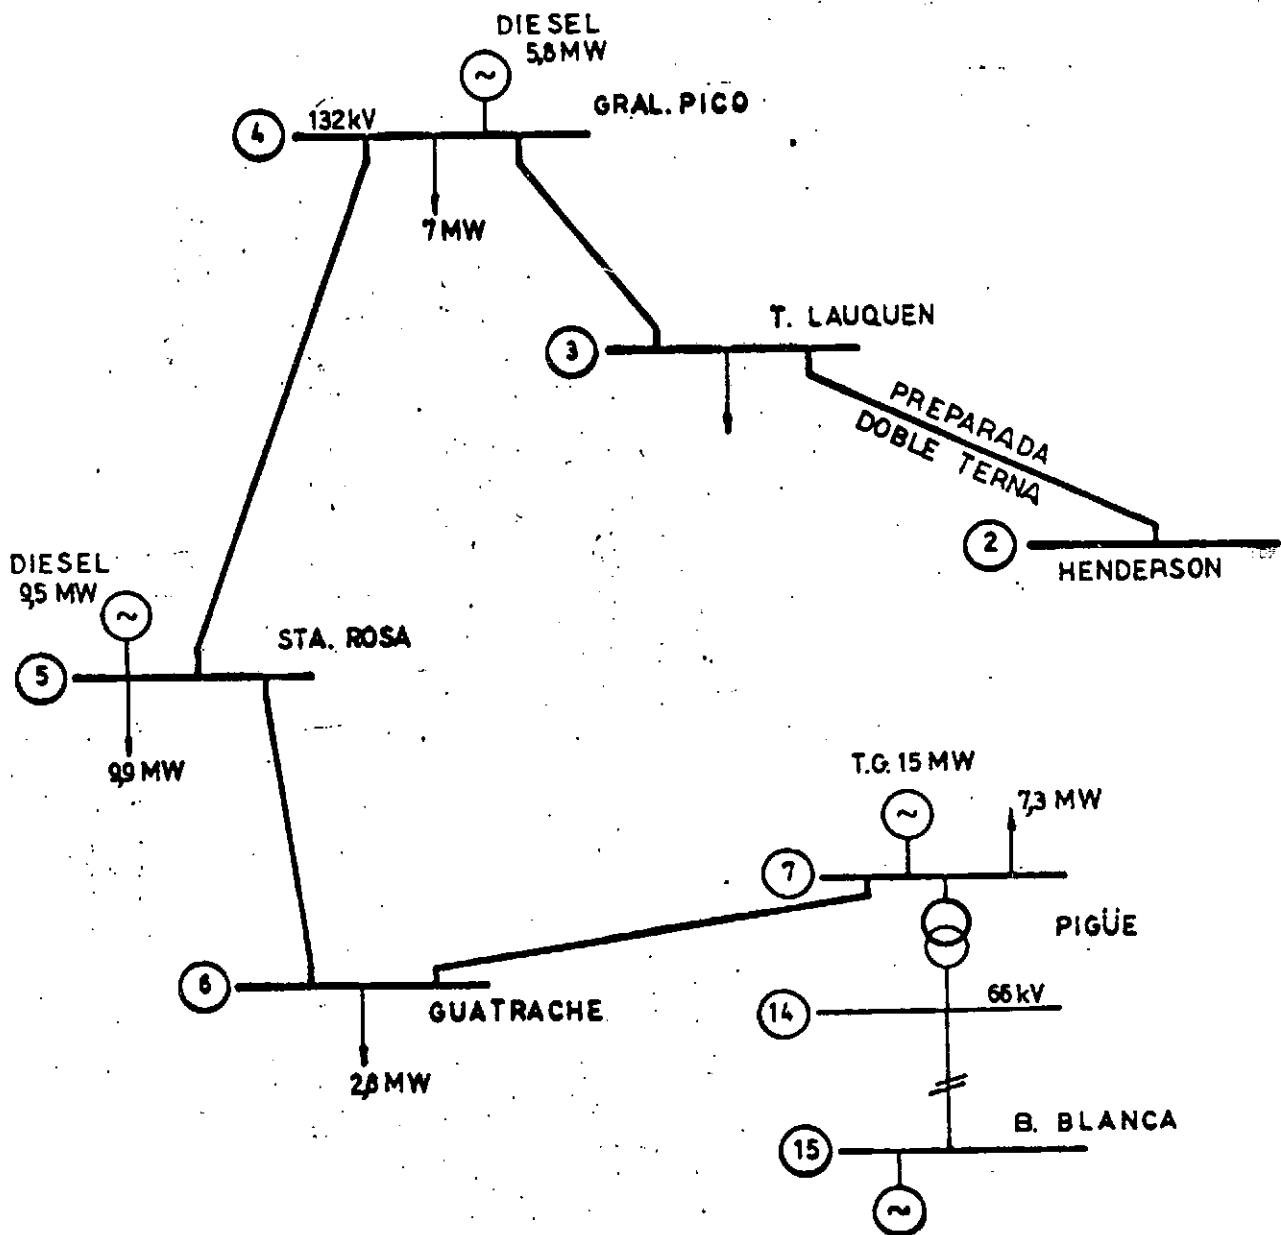 DIESEL
5,8 MW
GRAL. PICO
4
132 kV
7 MW
T. LAUQUEN
3
PREPARADA
DOBLE TERNA
2
HENDERSON
DIESEL
9,5 MW
STA. ROSA
5
9,9 MW
T.G. 15 MW
7,3 MW
7
PIGÜE
6
GUATRACHE
2,8 MW
14
66 kV
B. BLANCA
15